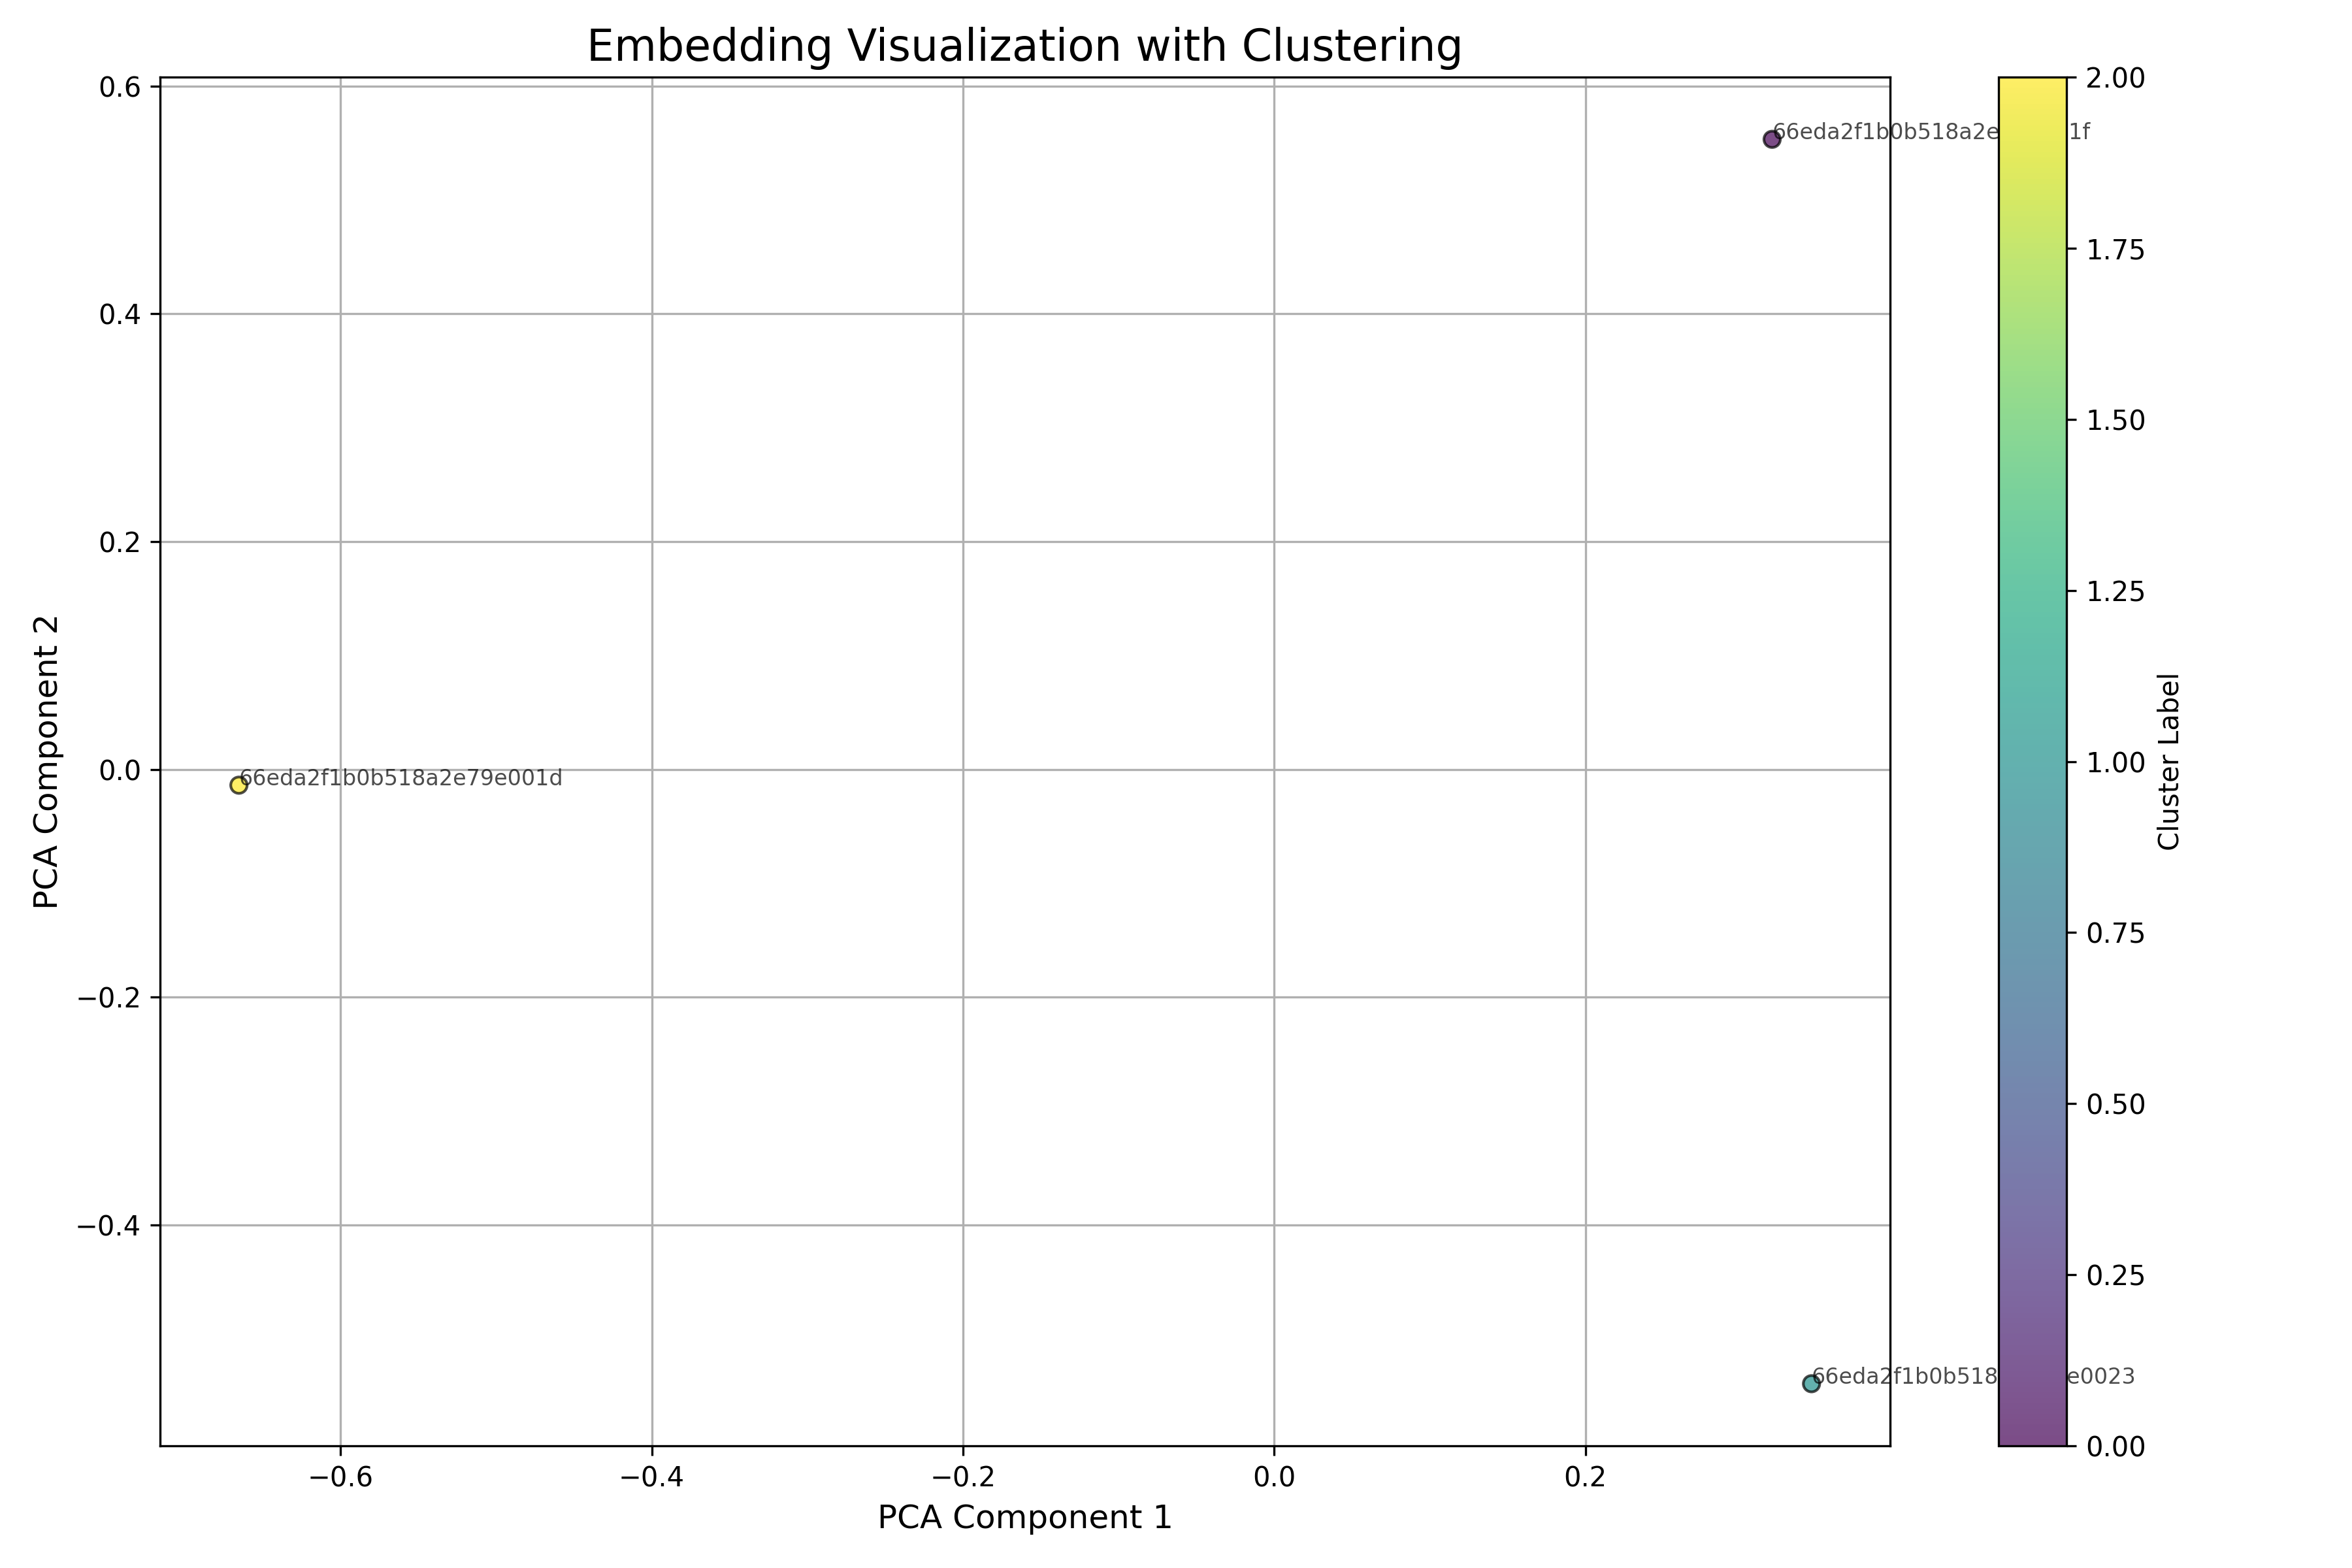 Embedding Visualization with Clustering
0.6
0.4
0.2
0.0
−0.2
−0.4
PCA Component 2
66eda2f1b0b518a2e 1f
66eda2f1b0b518a2e79e001d
66eda2f1b0b518 e0023
−0.6
−0.4
−0.2
0.0
0.2
PCA Component 1
2.00
1.75
1.50
1.25
1.00
0.75
0.50
0.25
0.00
Cluster Label